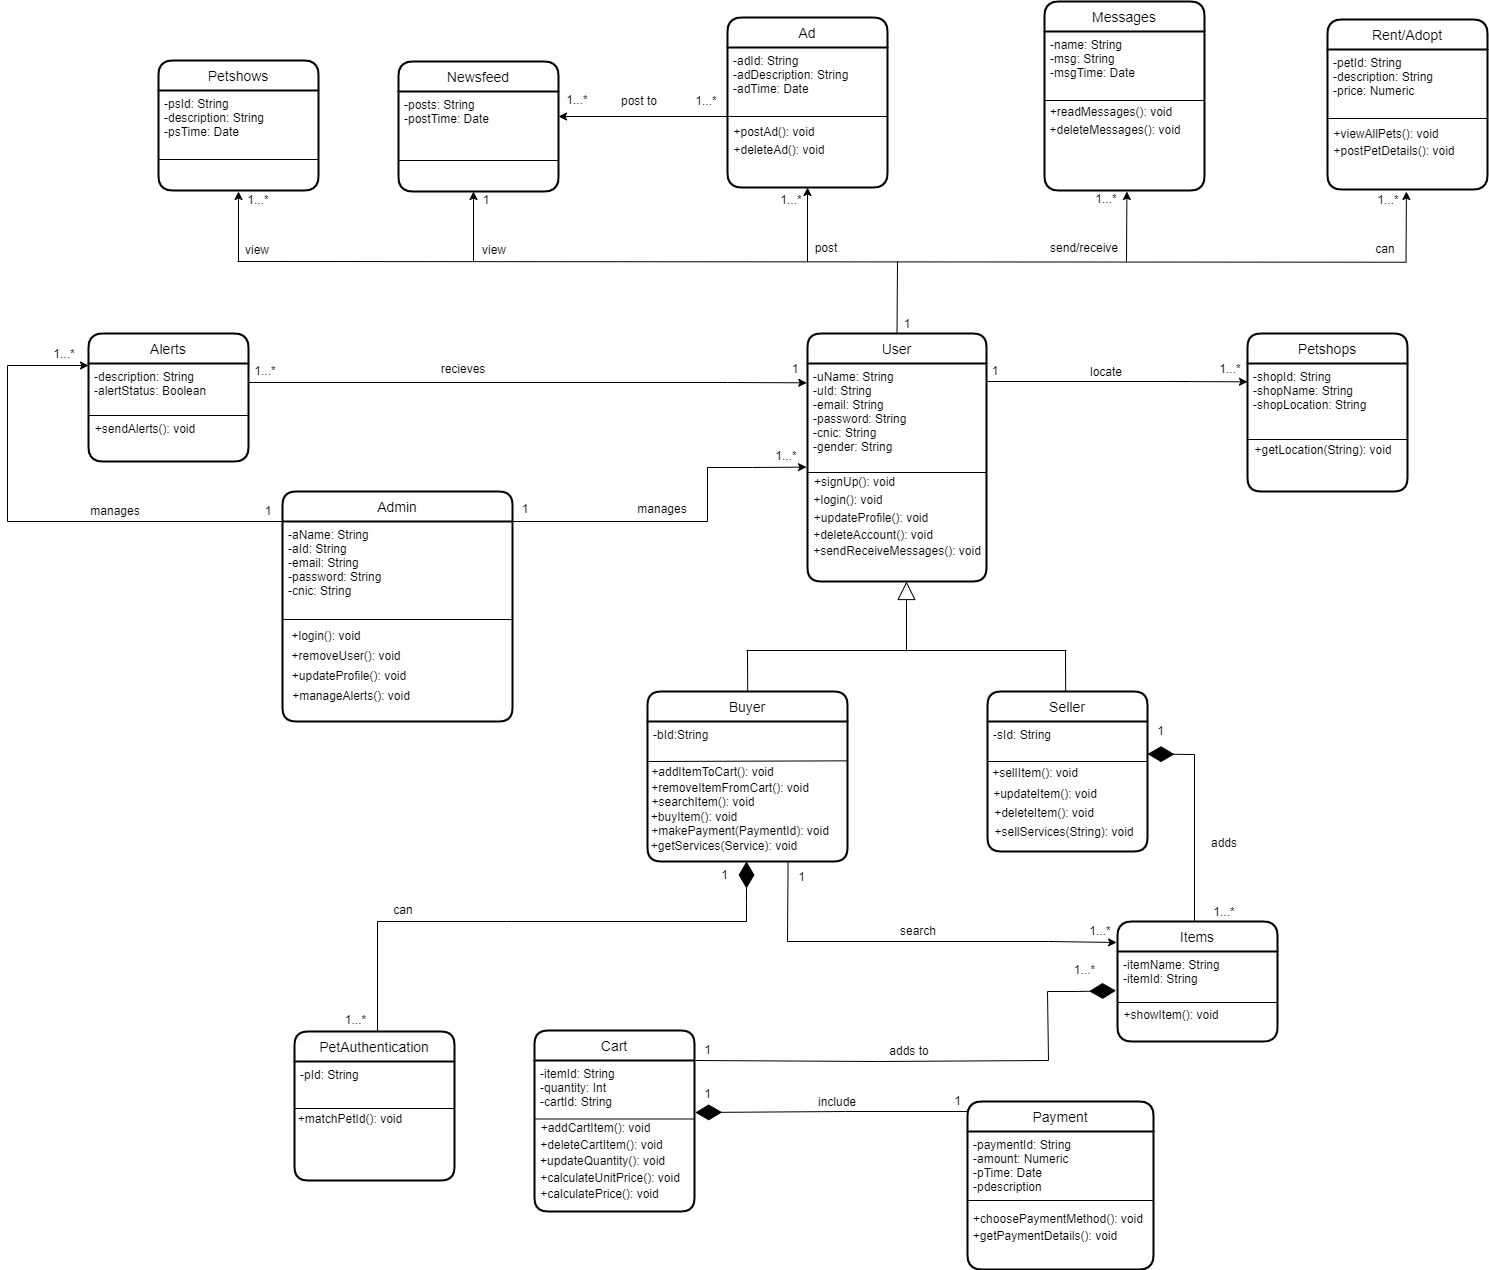 Petshows
-psId: String
-description: String
-psTime: Date
Newsfeed
-posts: String
-postTime: Date
1...*
post to
1...*
Ad
-adId: String
-adDescription: String
-adTime: Date
+postAd(): void
+deleteAd(): void
Messages
-name: String
-msg: String
-msgTime: Date
+readMessages(): void
+deleteMessages(): void
Rent/Adopt
-petId: String
-description: String
-price: Numeric
+viewAllPets(): void
+postPetDetails(): void
1...*
1
1...*
1...*
1...*
view
view
post
send/receive
can
1
1...*
Alerts
-description: String
-alertStatus: Boolean
+sendAlerts(): void
1...*
recieves
1
User
-uName: String
-uId: String
-email: String
-password: String
-cnic: String
-gender: String
+signUp(): void
+login(): void
+updateProfile(): void
+deleteAccount(): void
+sendReceiveMessages(): void
1
locate
1...*
Petshops
-shopId: String
-shopName: String
-shopLocation: String
+getLocation(String): void
1...*
manages
1
Admin
-aName: String
-aId: String
-email: String
-password: String
-cnic: String
+login(): void
+removeUser(): void
+updateProfile(): void
+manageAlerts(): void
1
manages
Buyer
-bId:String
+addItemToCart(): void
+removeItemFromCart(): void
+searchItem(): void
+buyItem(): void
+makePayment(PaymentId): void
+getServices(Service): void
Seller
-sId: String
+sellItem(): void
+updateItem(): void
+deleteItem(): void
+sellServices(String): void
1
adds
1...*
1
1
can
search
1...*
Items
-itemName: String
-itemId: String
+showItem(): void
1...*
1...*
PetAuthentication
-pId: String
+matchPetId(): void
Cart
-itemId: String
-quantity: Int
-cartId: String
+addCartItem(): void
+deleteCartItem(): void
+updateQuantity(): void
+calculateUnitPrice(): void
+calculatePrice(): void
1
adds to
1
include
1
Payment
-paymentId: String
-amount: Numeric
-pTime: Date
-pdescription
+choosePaymentMethod(): void
+getPaymentDetails(): void